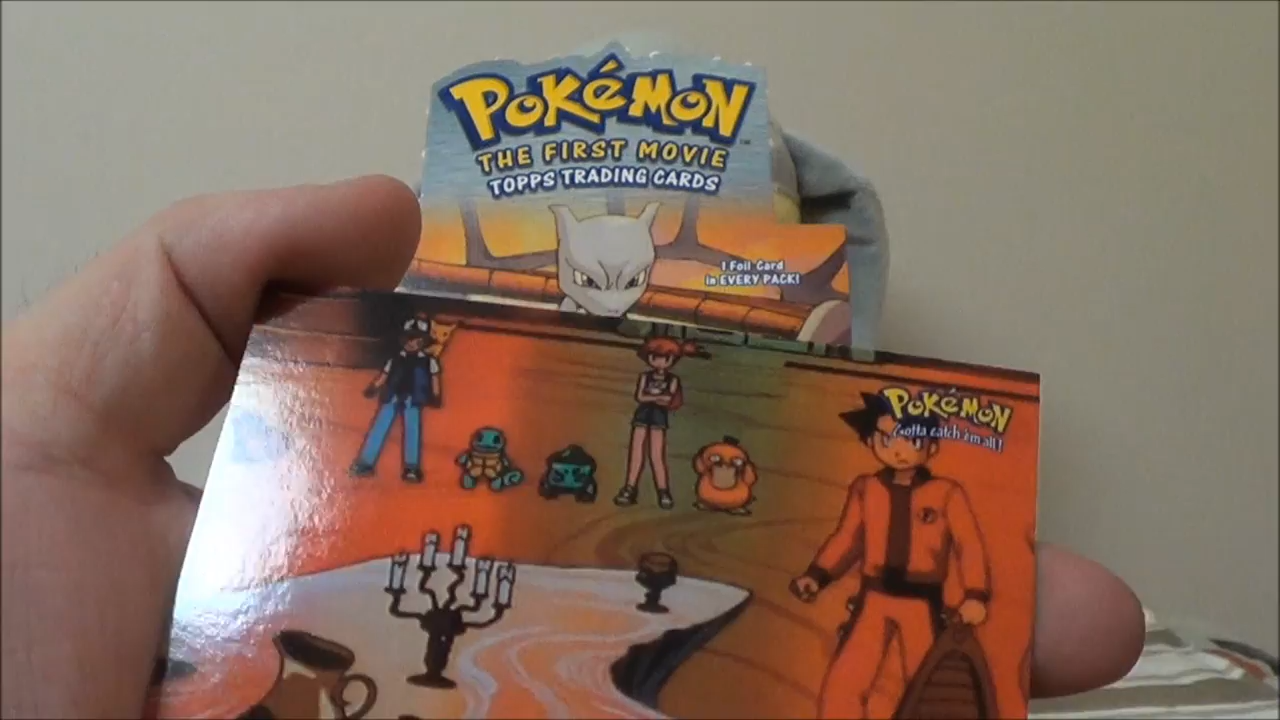 POKéMON
THE FIRST MOVIE
TOPPS TRADING CARDS
1 Foil Card
in EVERY PACK!
POKéMON
Gotta catch 'em all!